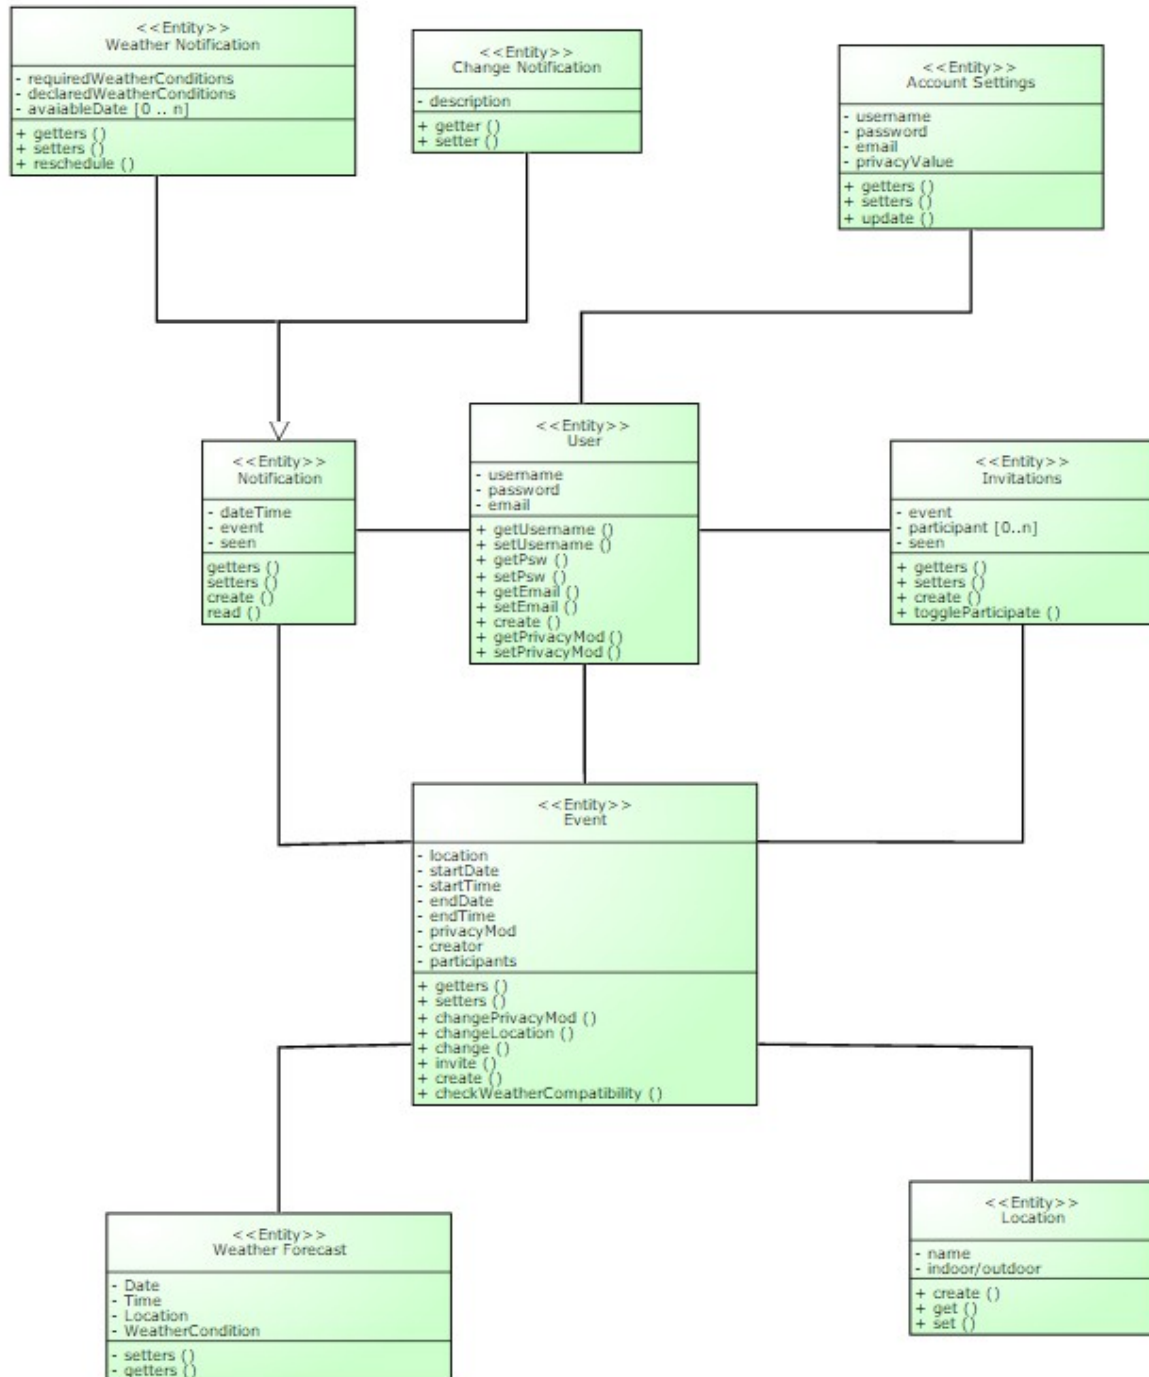 <<Entity>>
Weather Notification
- requiredWeatherConditions
- declaredWeatherConditions
- avaiableDate [0 .. n]
+ getters ()
+ setters ()
+ reschedule ()
<<Entity>>
Change Notification
- description
+ getter ()
+ setter ()
<<Entity>>
Account Settings
- username
- password
- email
- privacyValue
+ getters ()
+ setters ()
+ update ()
<<Entity>>
Notification
- dateTime
- event
- seen
getters ()
setters ()
create ()
read ()
<<Entity>>
User
- username
- password
- email
+ getUsername ()
+ setUsername ()
+ getPsw ()
+ setPsw ()
+ getEmail ()
+ setEmail ()
+ create ()
+ getPrivacyMod ()
+ setPrivacyMod ()
<<Entity>>
Invitations
- event
- participant [0..n]
- seen
+ getters ()
+ setters ()
+ create ()
+ toggleParticipate ()
<<Entity>>
Event
- location
- startDate
- startTime
- endDate
- endTime
- privacyMod
- creator
- participants
+ getters ()
+ setters ()
+ changePrivacyMod ()
+ changeLocation ()
+ change ()
+ invite ()
+ create ()
+ checkWeatherCompatibility ()
<<Entity>>
Weather Forecast
- Date
- Time
- Location
- WeatherCondition
- setters ()
- getters ()
<<Entity>>
Location
- name
- indoor/outdoor
+ create ()
+ get ()
+ set ()